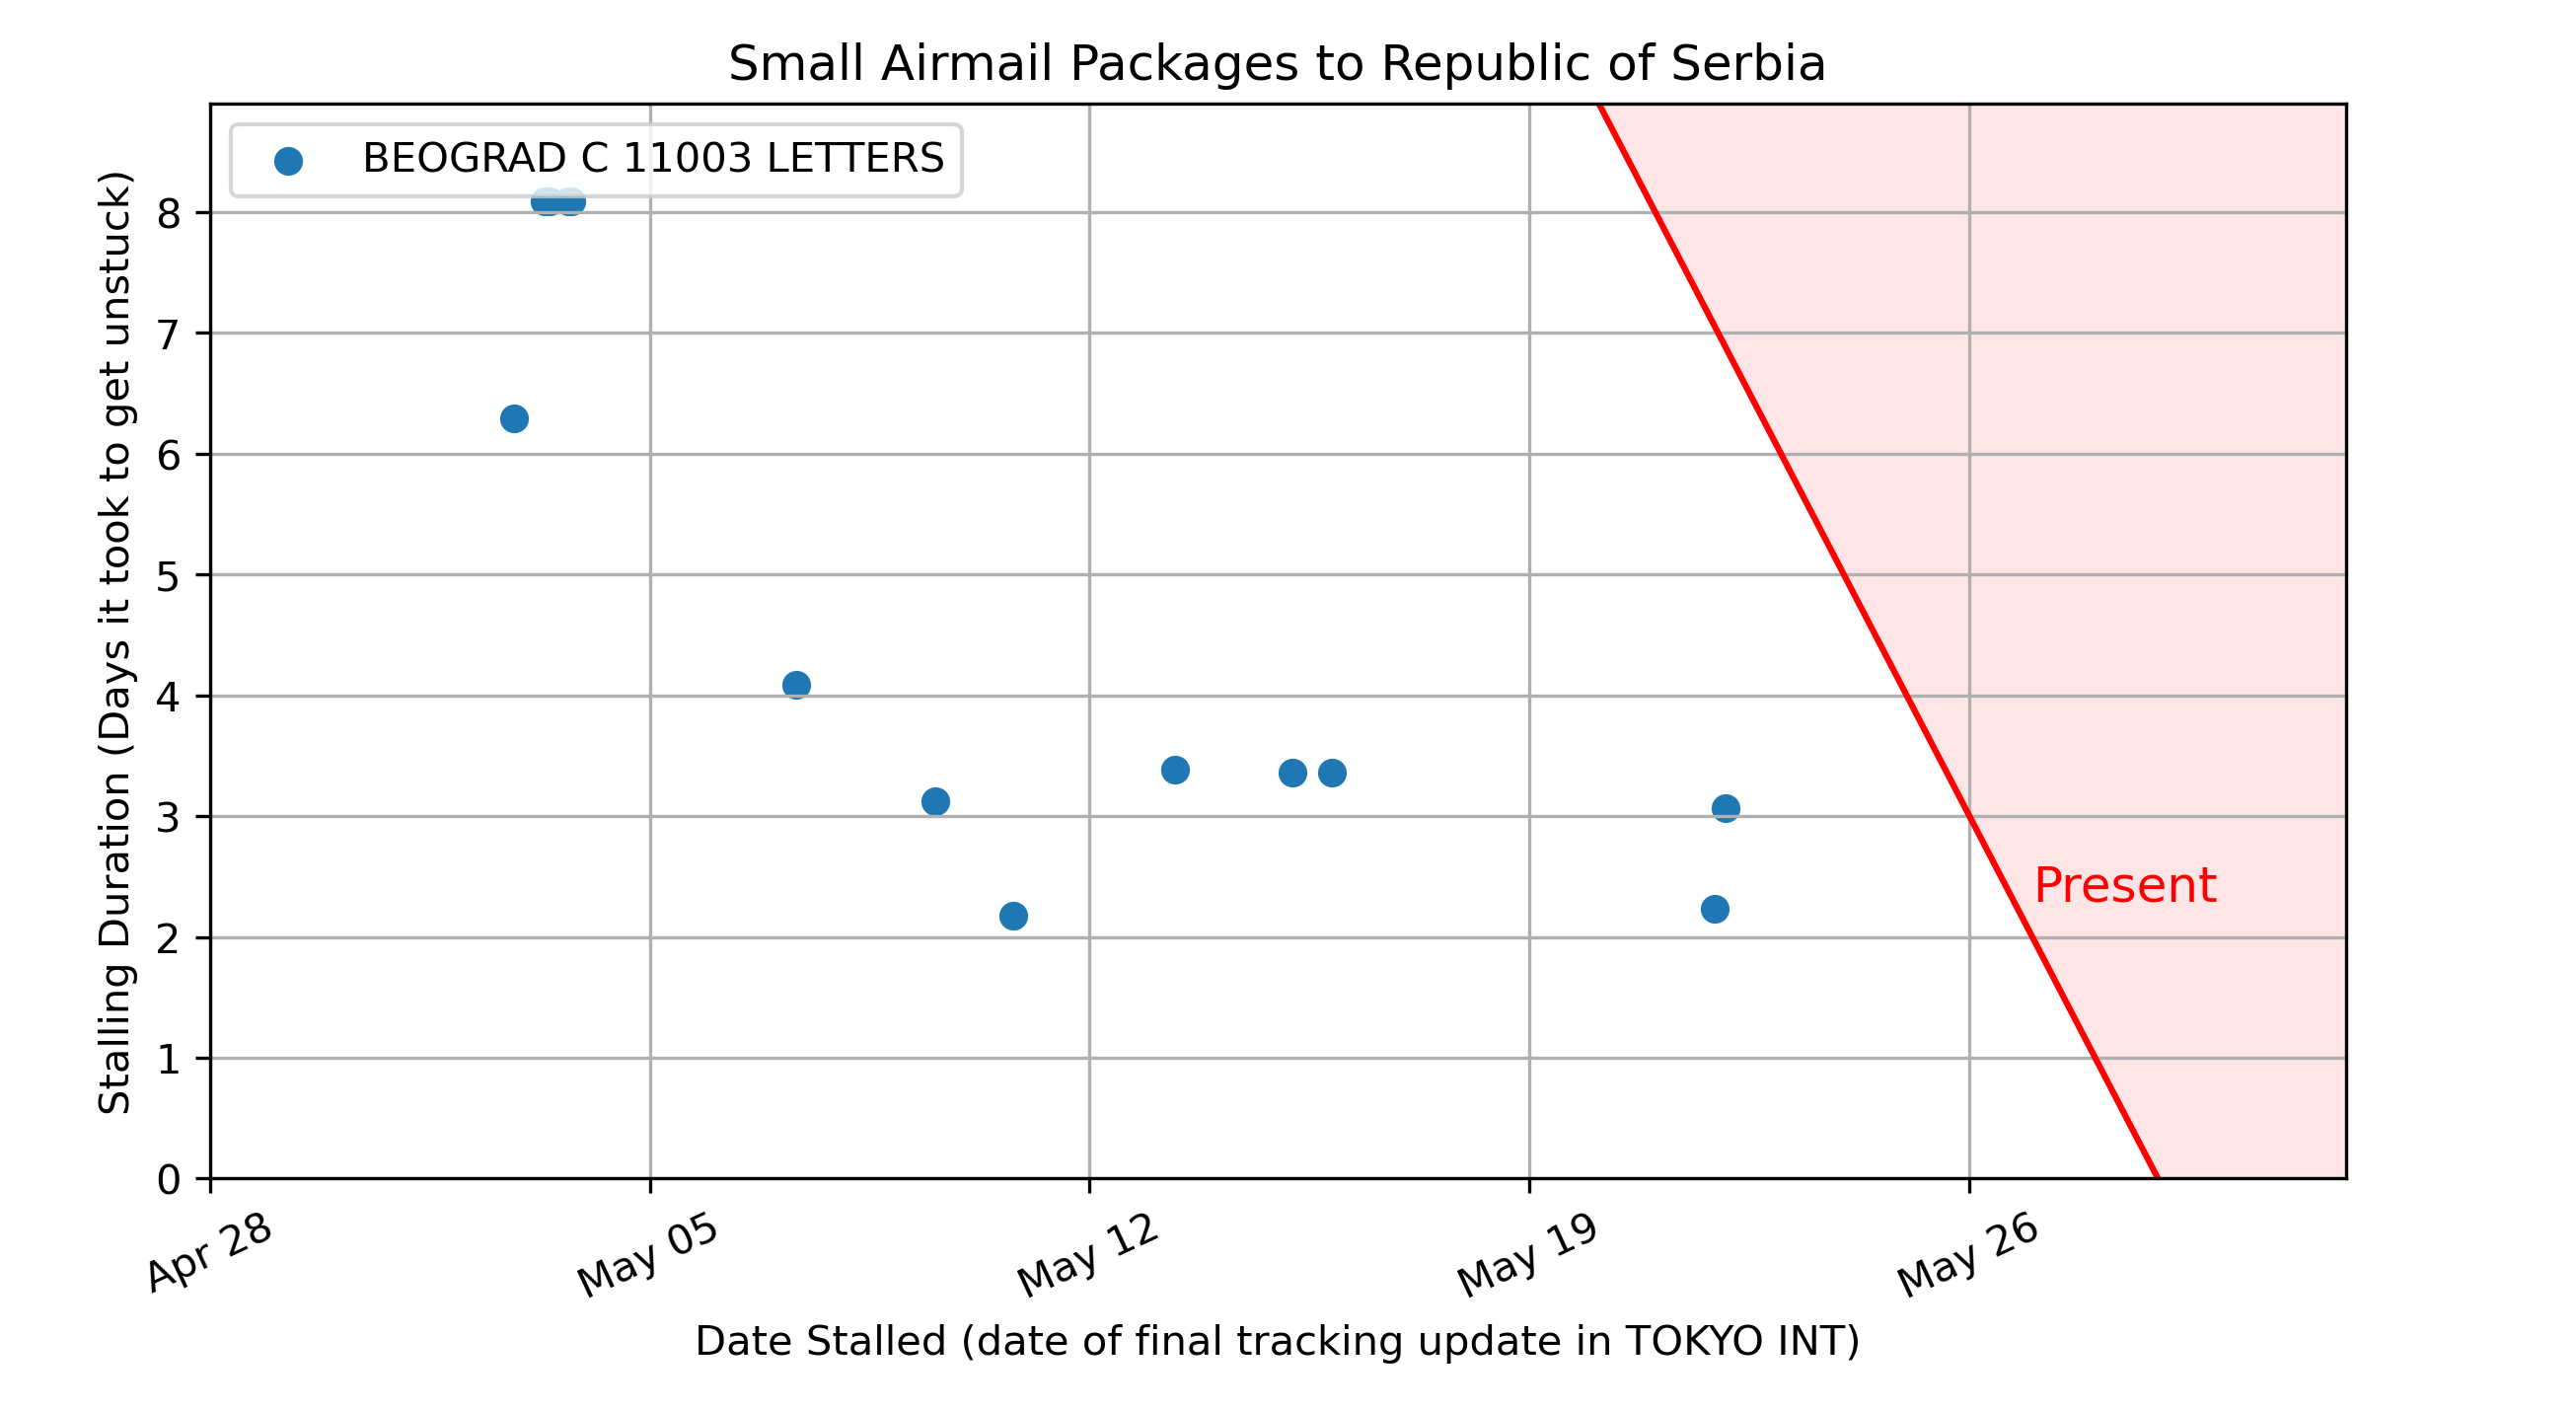 Small Airmail Packages to Republic of Serbia
BEOGRAD C 11003 LETTERS
Stalling Duration (Days it took to get unstuck)
8
7
6
5
4
3
2
1
0
Present
Apr 28
May 05
May 12
May 19
May 26
Date Stalled (date of final tracking update in TOKYO INT)